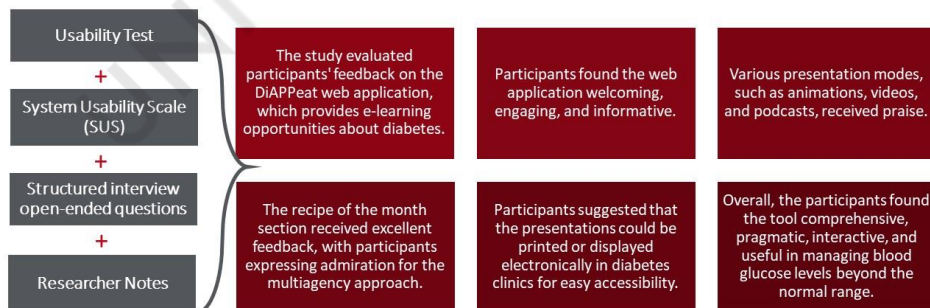 Usability Test
+
System Usability Scale
(SUS)
+
Structured interview
open-ended questions
+
Researcher Notes
The study evaluated
participants' feedback on the
DiAPPeat web application,
which provides e-learning
opportunities about diabetes.
Participants found the web
application welcoming,
engaging, and informative.
Various presentation modes,
such as animations, videos,
and podcasts, received praise.
The recipe of the month
section received excellent
feedback, with participants
expressing admiration for the
multiagency approach.
Participants suggested that
the presentations could be
printed or displayed
electronically in diabetes
clinics for easy accessibility.
Overall, the participants found
the tool comprehensive,
pragmatic, interactive, and
useful in managing blood
glucose levels beyond the
normal range.